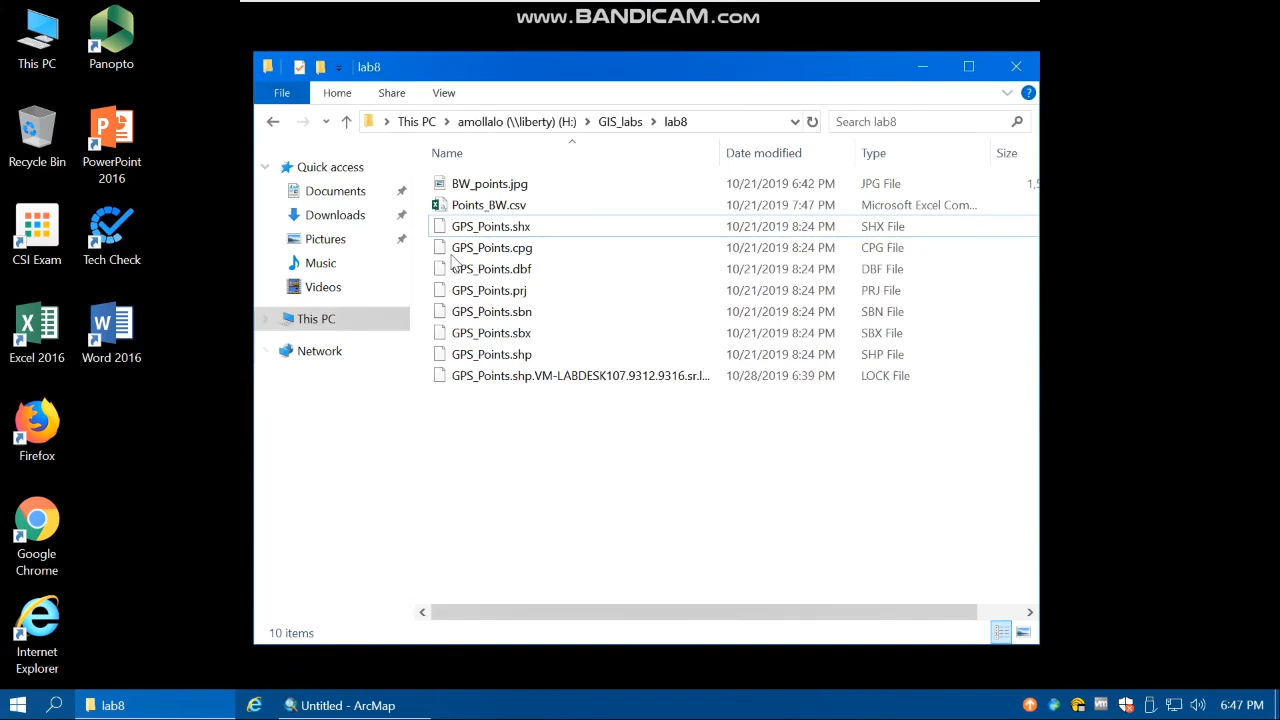 www.BANDICAM.com
This PC
Panopto
Recycle Bin
PowerPoint 2016
CSI Exam
Tech Check
Excel 2016
Word 2016
Firefox
Google Chrome
Internet Explorer
lab8
File Home Share View
This PC > amollalo (\\liberty) (H:) > GIS_labs > lab8
Search lab8
Name Date modified Type Size
Quick access
Documents
Downloads
Pictures
Music
Videos
This PC
Network
BW_points.jpg 10/21/2019 6:42 PM JPG File 1,5
Points_BW.csv 10/21/2019 7:47 PM Microsoft Excel Com...
GPS_Points.shx 10/21/2019 8:24 PM SHX File
GPS_Points.cpg 10/21/2019 8:24 PM CPG File
GPS_Points.dbf 10/21/2019 8:24 PM DBF File
GPS_Points.prj 10/21/2019 8:24 PM PRJ File
GPS_Points.sbn 10/21/2019 8:24 PM SBN File
GPS_Points.sbx 10/21/2019 8:24 PM SBX File
GPS_Points.shp 10/21/2019 8:24 PM SHP File
GPS_Points.shp.VM-LABDESK107.9312.9316.sr.l... 10/28/2019 6:39 PM LOCK File
10 items
lab8
Untitled - ArcMap
6:47 PM